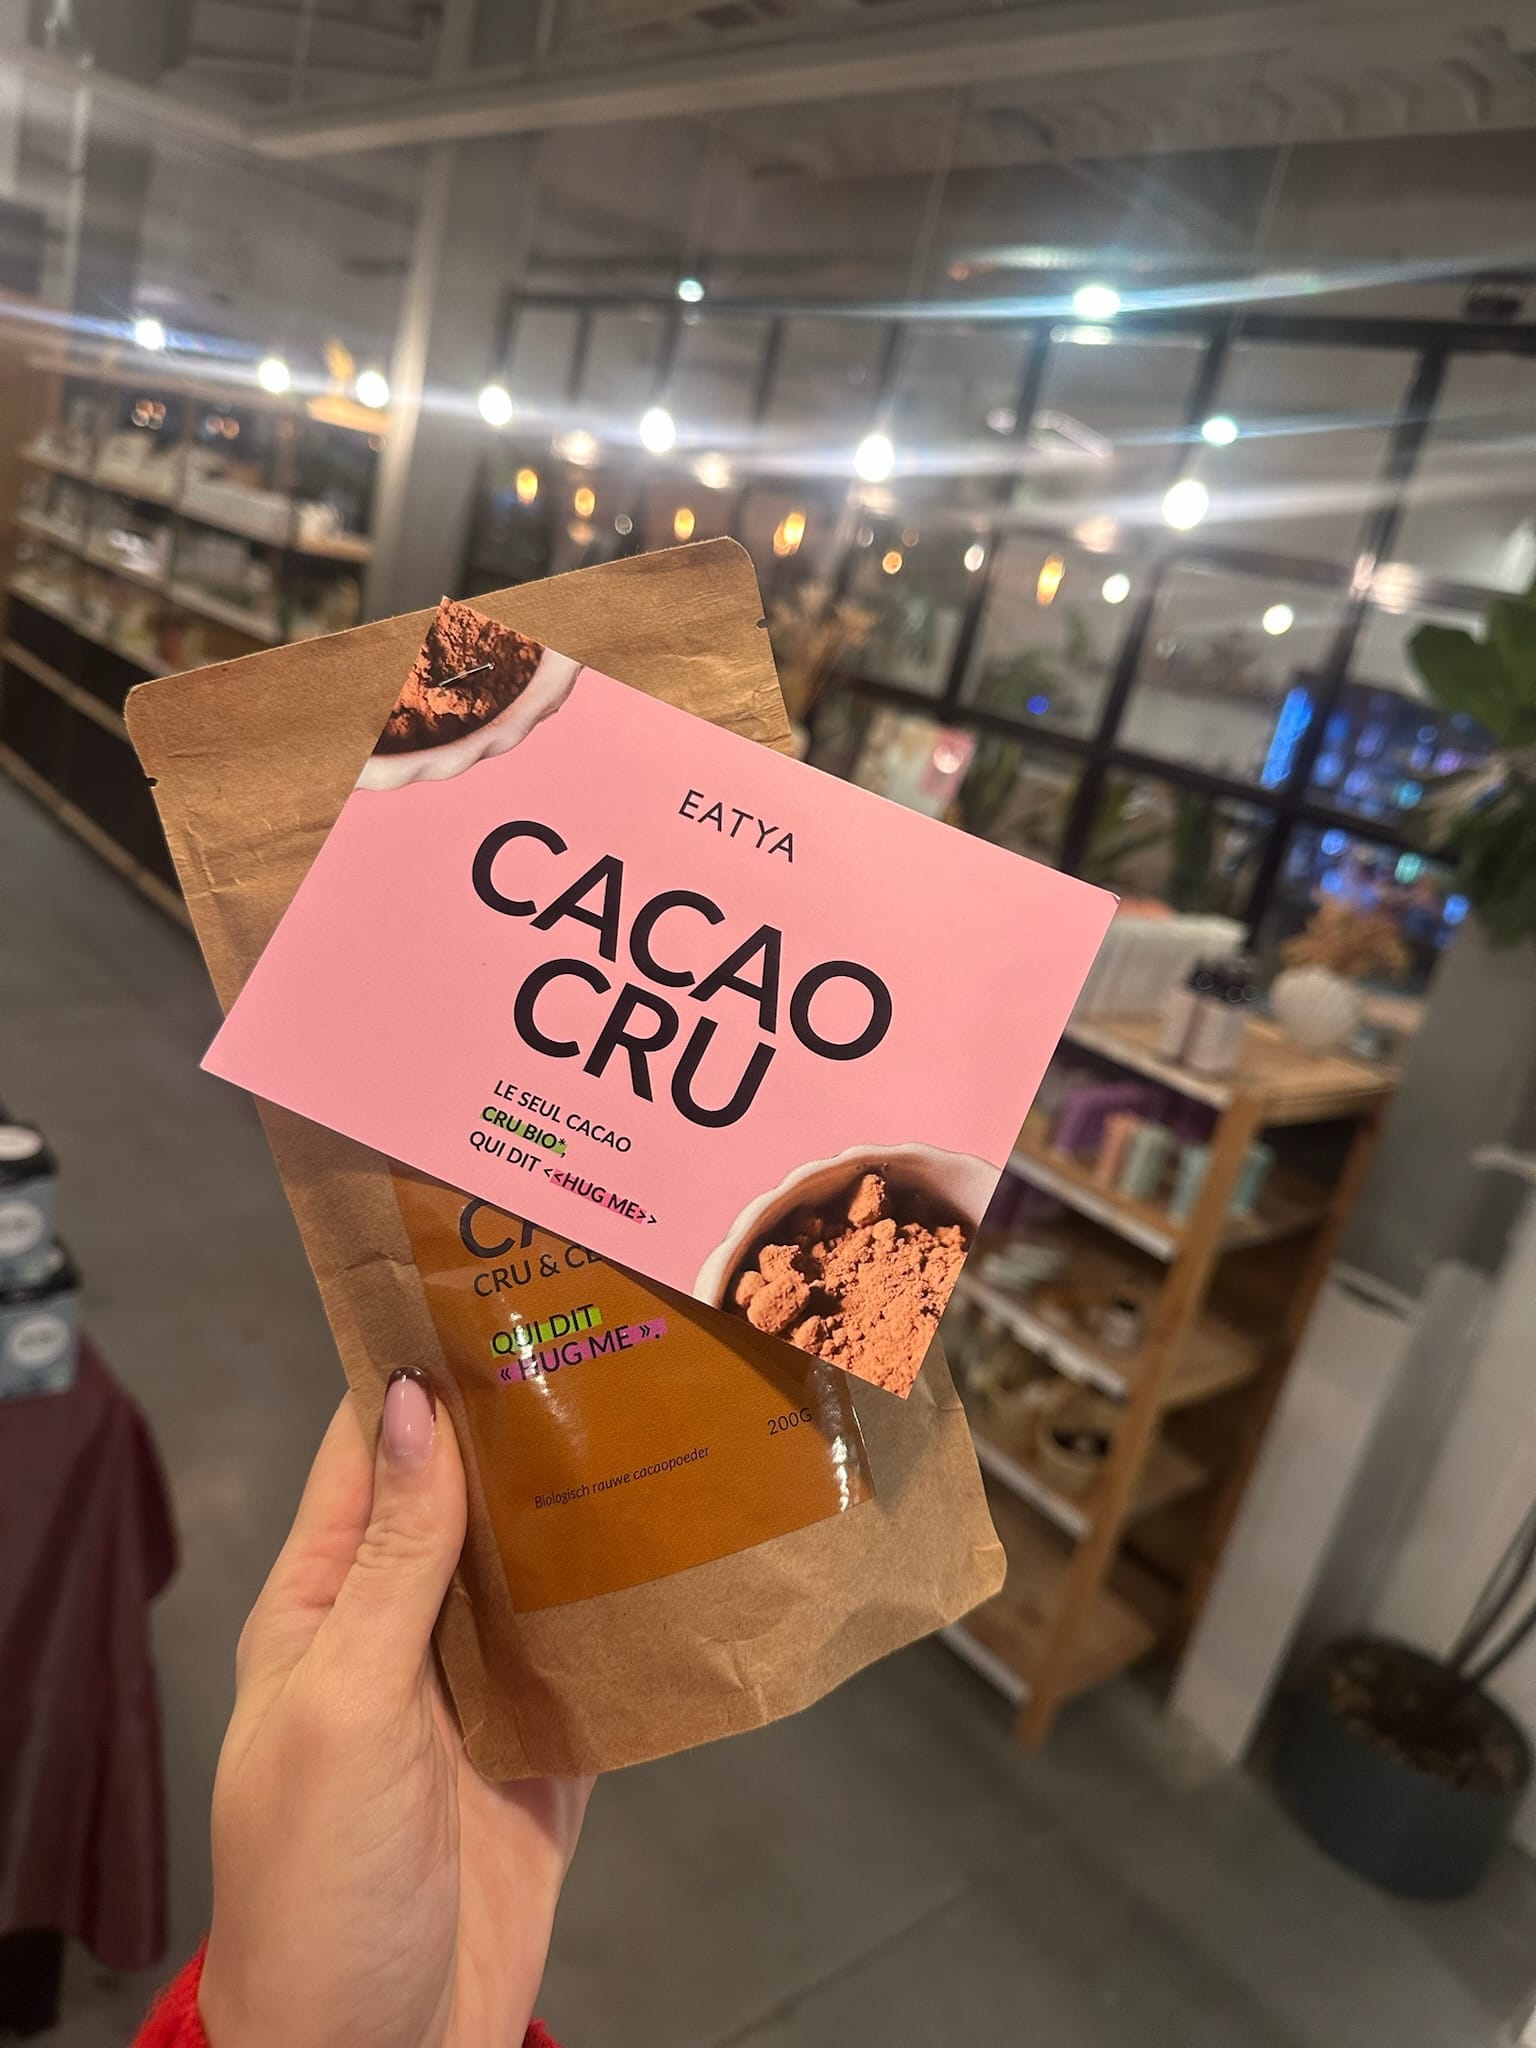 EATYA
CACAO
CRU
LE SEUL CACAO
CRU BIO*,
QUI DIT <<HUG ME>>
CRU &
QUI DIT
« HUG ME ».
200G
Biologisch rauwe cacaopoeder